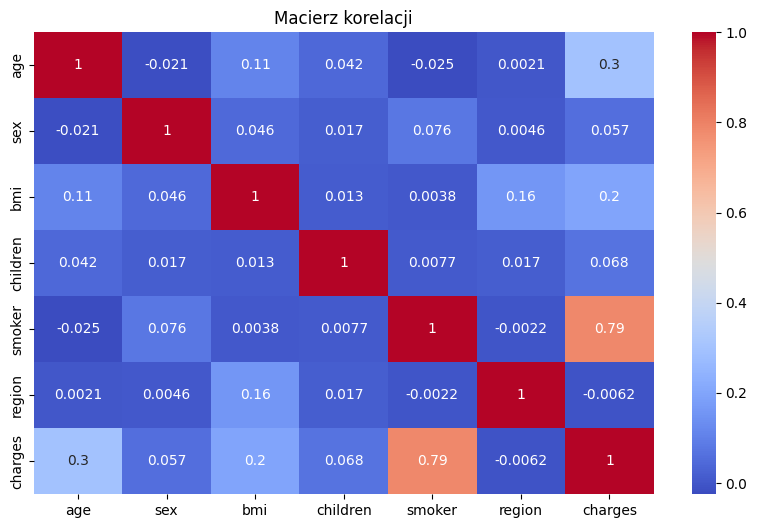 Macierz korelacji
age 1 -0.021 0.11 0.042 -0.025 0.0021 0.3
sex -0.021 1 0.046 0.017 0.076 0.0046 0.057
bmi 0.11 0.046 1 0.013 0.0038 0.16 0.2
children 0.042 0.017 0.013 1 0.0077 0.017 0.068
smoker -0.025 0.076 0.0038 0.0077 1 -0.0022 0.79
region 0.0021 0.0046 0.16 0.017 -0.0022 1 -0.0062
charges 0.3 0.057 0.2 0.068 0.79 -0.0062 1
age sex bmi children smoker region charges
1.0
0.8
0.6
0.4
0.2
0.0